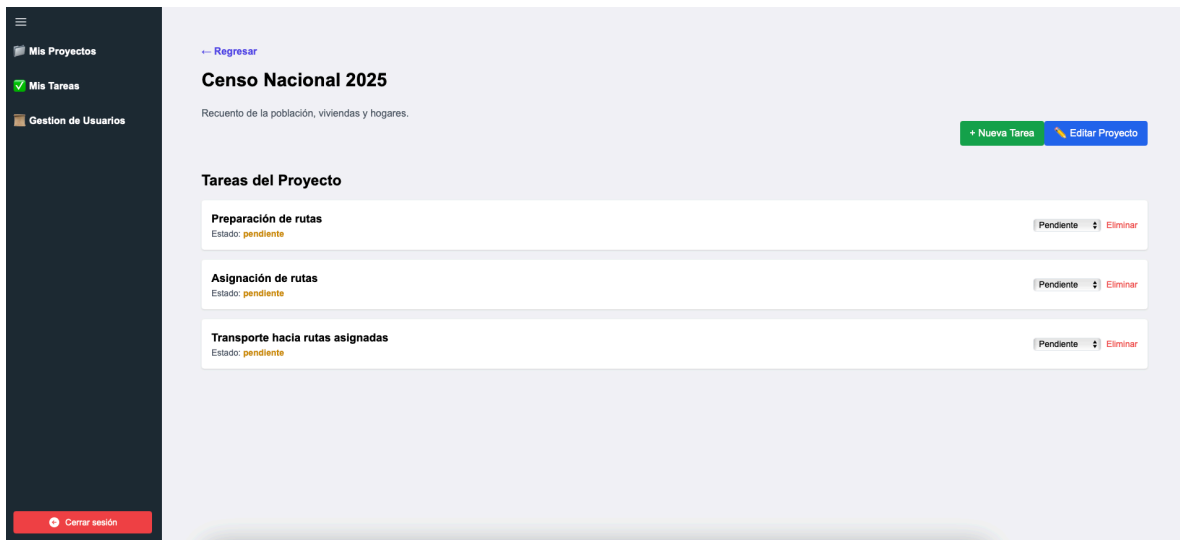 Mis Proyectos
Mis Tareas
Gestion de Usuarios
Cerrar sesión
← Regresar
Censo Nacional 2025
Recuento de la población, viviendas y hogares.
+ Nueva Tarea
Editar Proyecto
Tareas del Proyecto
Preparación de rutas
Estado: pendiente
Pendiente
Eliminar
Asignación de rutas
Estado: pendiente
Pendiente
Eliminar
Transporte hacia rutas asignadas
Estado: pendiente
Pendiente
Eliminar